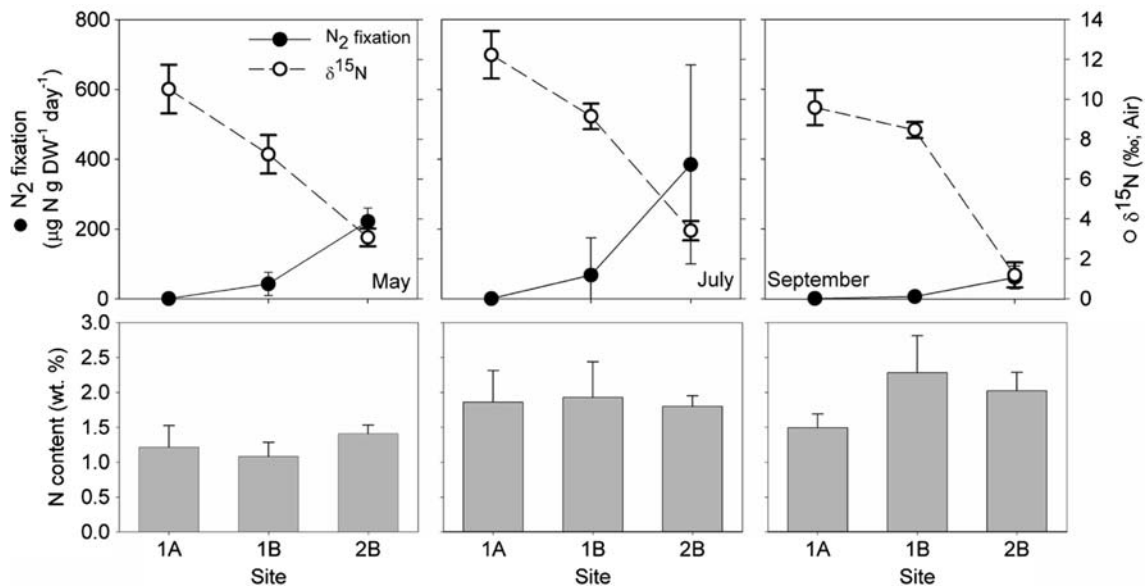 800
600
400
200
0
● N₂ fixation
(µg N g DW⁻¹ day⁻¹)
N₂ fixation
δ¹⁵N
May
July
September
14
12
10
8
6
4
2
0
○ δ¹⁵N (‰; Air)
3.0
2.5
2.0
1.5
1.0
0.5
0.0
N content (wt. %)
1A 1B 2B
Site
1A 1B 2B
Site
1A 1B 2B
Site